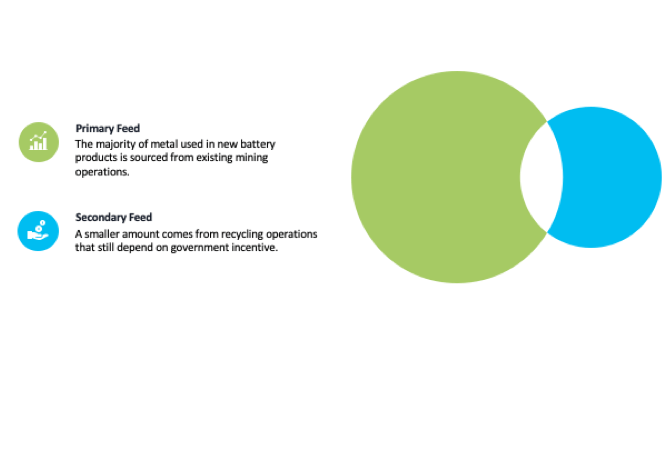 Primary Feed
The majority of metal used in new battery
products is sourced from existing mining
operations.
Secondary Feed
A smaller amount comes from recycling operations
that still depend on government incentive.